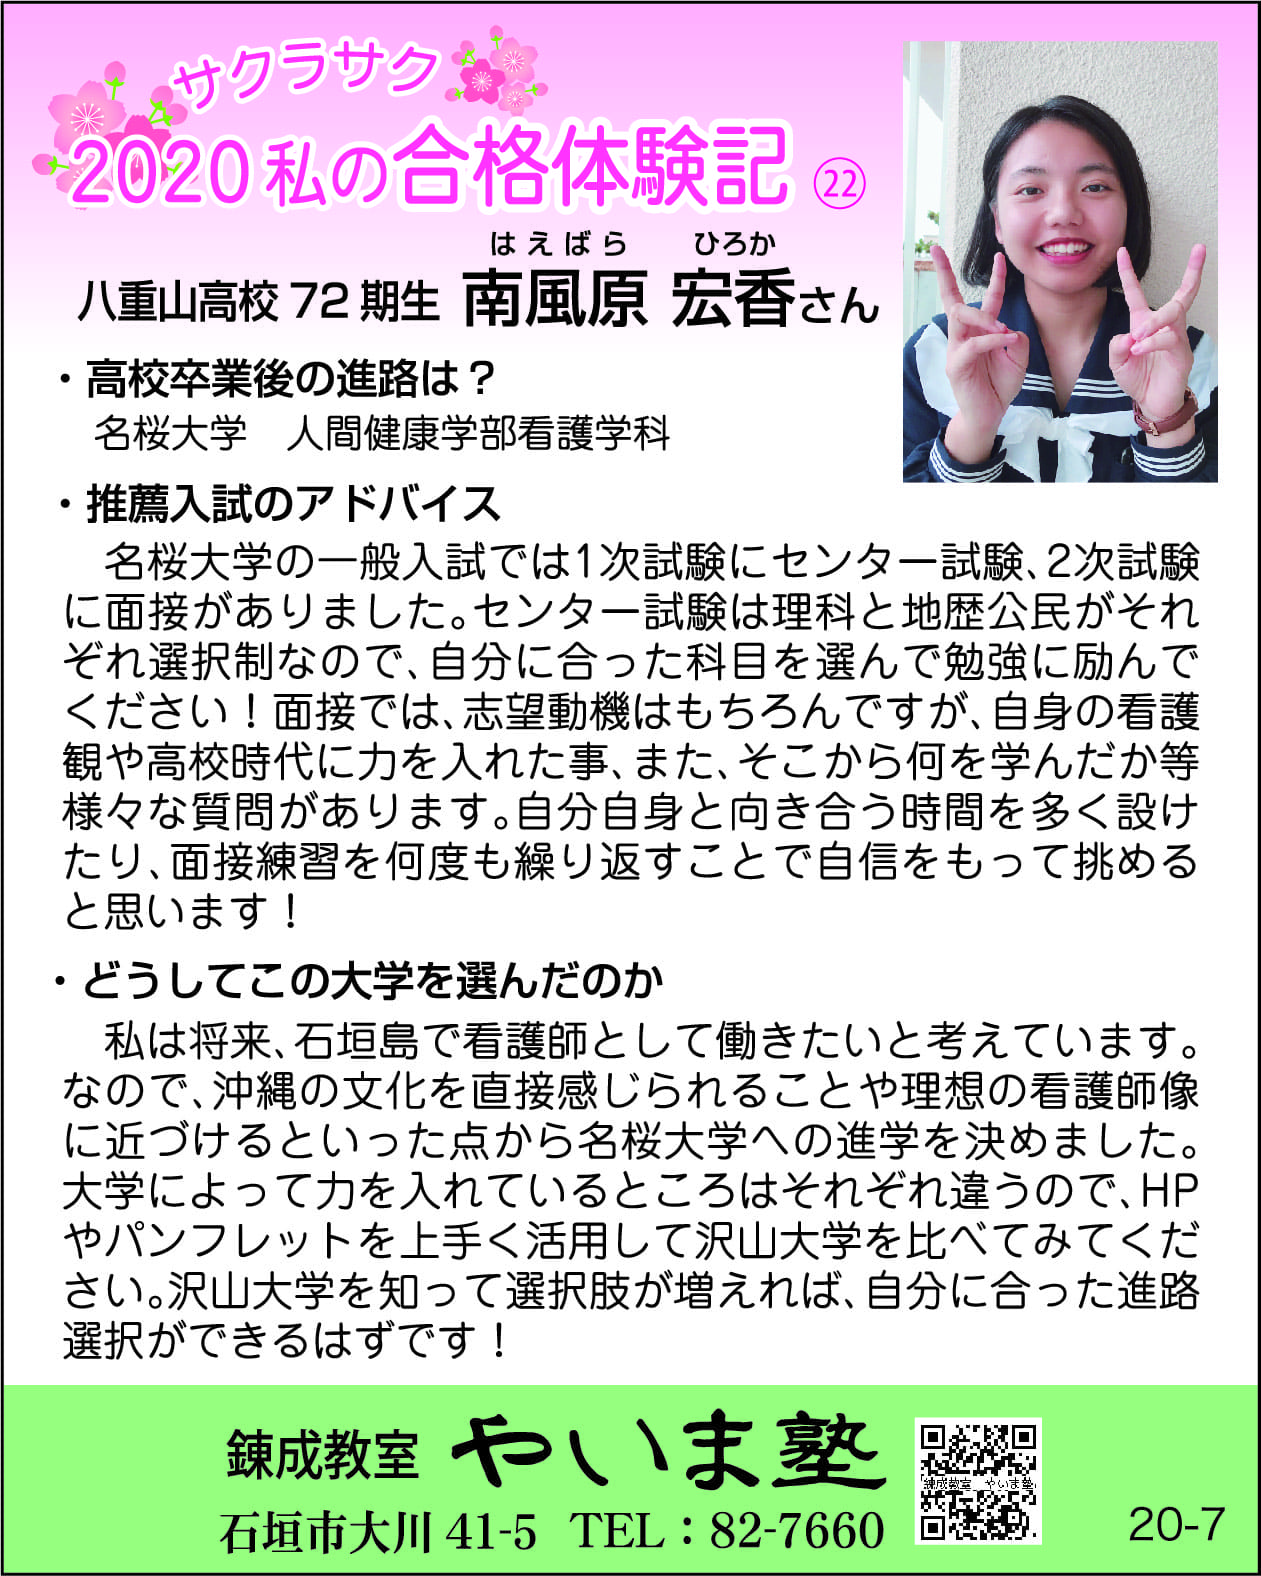 サクラサク
2020 私の合格体験記 ㉒
はえばら ひろか
八重山高校 72 期生 南風原 宏香さん
・高校卒業後の進路は？
名桜大学　人間健康学部看護学科
・推薦入試のアドバイス
名桜大学の一般入試では1次試験にセンター試験、2次試験
に面接がありました。センター試験は理科と地歴公民がそれ
ぞれ選択制なので、自分に合った科目を選んで勉強に励んで
ください！面接では、志望動機はもちろんですが、自身の看護
観や高校時代に力を入れた事、また、そこから何を学んだか等
様々な質問があります。自分自身と向き合う時間を多く設け
たり、面接練習を何度も繰り返すことで自信をもって挑める
と思います！
・どうしてこの大学を選んだのか
私は将来、石垣島で看護師として働きたいと考えています。
なので、沖縄の文化を直接感じられることや理想の看護師像
に近づけるといった点から名桜大学への進学を決めました。
大学によって力を入れているところはそれぞれ違うので、HP
やパンフレットを上手く活用して沢山大学を比べてみてくだ
さい。沢山大学を知って選択肢が増えれば、自分に合った進路
選択ができるはずです！
錬成教室 やいま塾
錬成教室　やいま塾
石垣市大川 41-5 TEL：82-7660
20-7